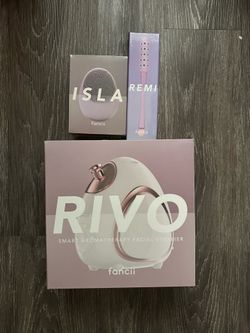 ISLA
fancii
REMI
RIVO
SMART AROMATHERAPY FACIAL STEAMER
fancii